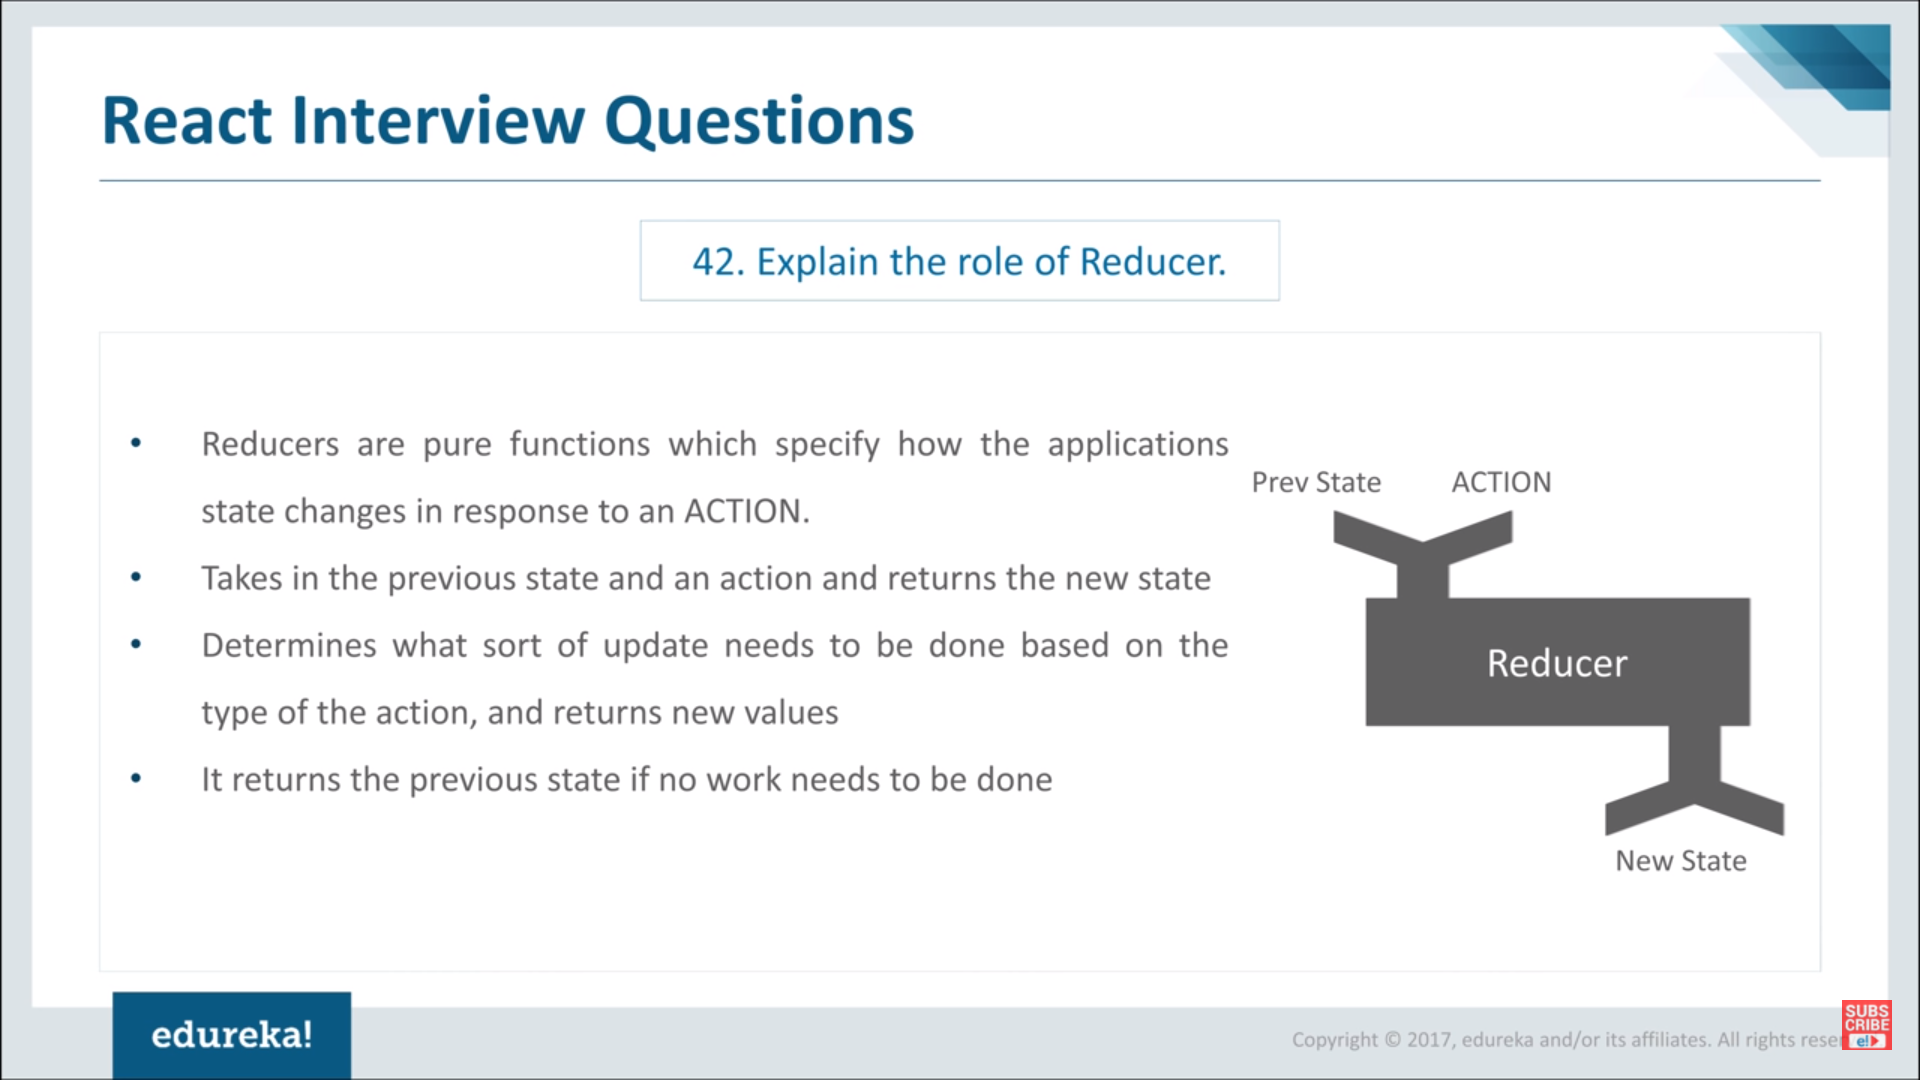 React Interview Questions
42. Explain the role of Reducer.
• Reducers are pure functions which specify how the applications
state changes in response to an ACTION.
• Takes in the previous state and an action and returns the new state
• Determines what sort of update needs to be done based on the
type of the action, and returns new values
• It returns the previous state if no work needs to be done
Prev State
ACTION
Reducer
New State
edureka!
Copyright © 2017, edureka and/or its affiliates. All rights
SUBS
CRIBE
e!